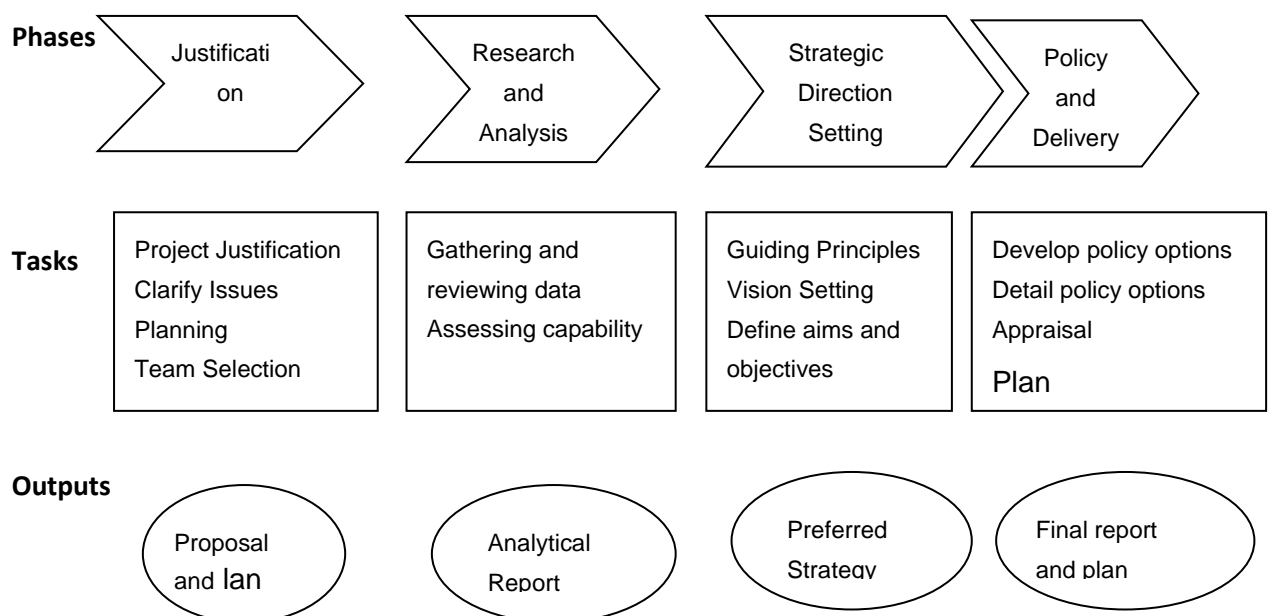 Phases
Justificati
on
Research
and
Analysis
Strategic
Direction
Setting
Policy
and
Delivery
Tasks
Project Justification
Clarify Issues
Planning
Team Selection
Gathering and
reviewing data
Assessing capability
Guiding Principles
Vision Setting
Define aims and
objectives
Develop policy options
Detail policy options
Appraisal
Plan
Outputs
Proposal
and lan
Analytical
Report
Preferred
Strategy
Final report
and plan